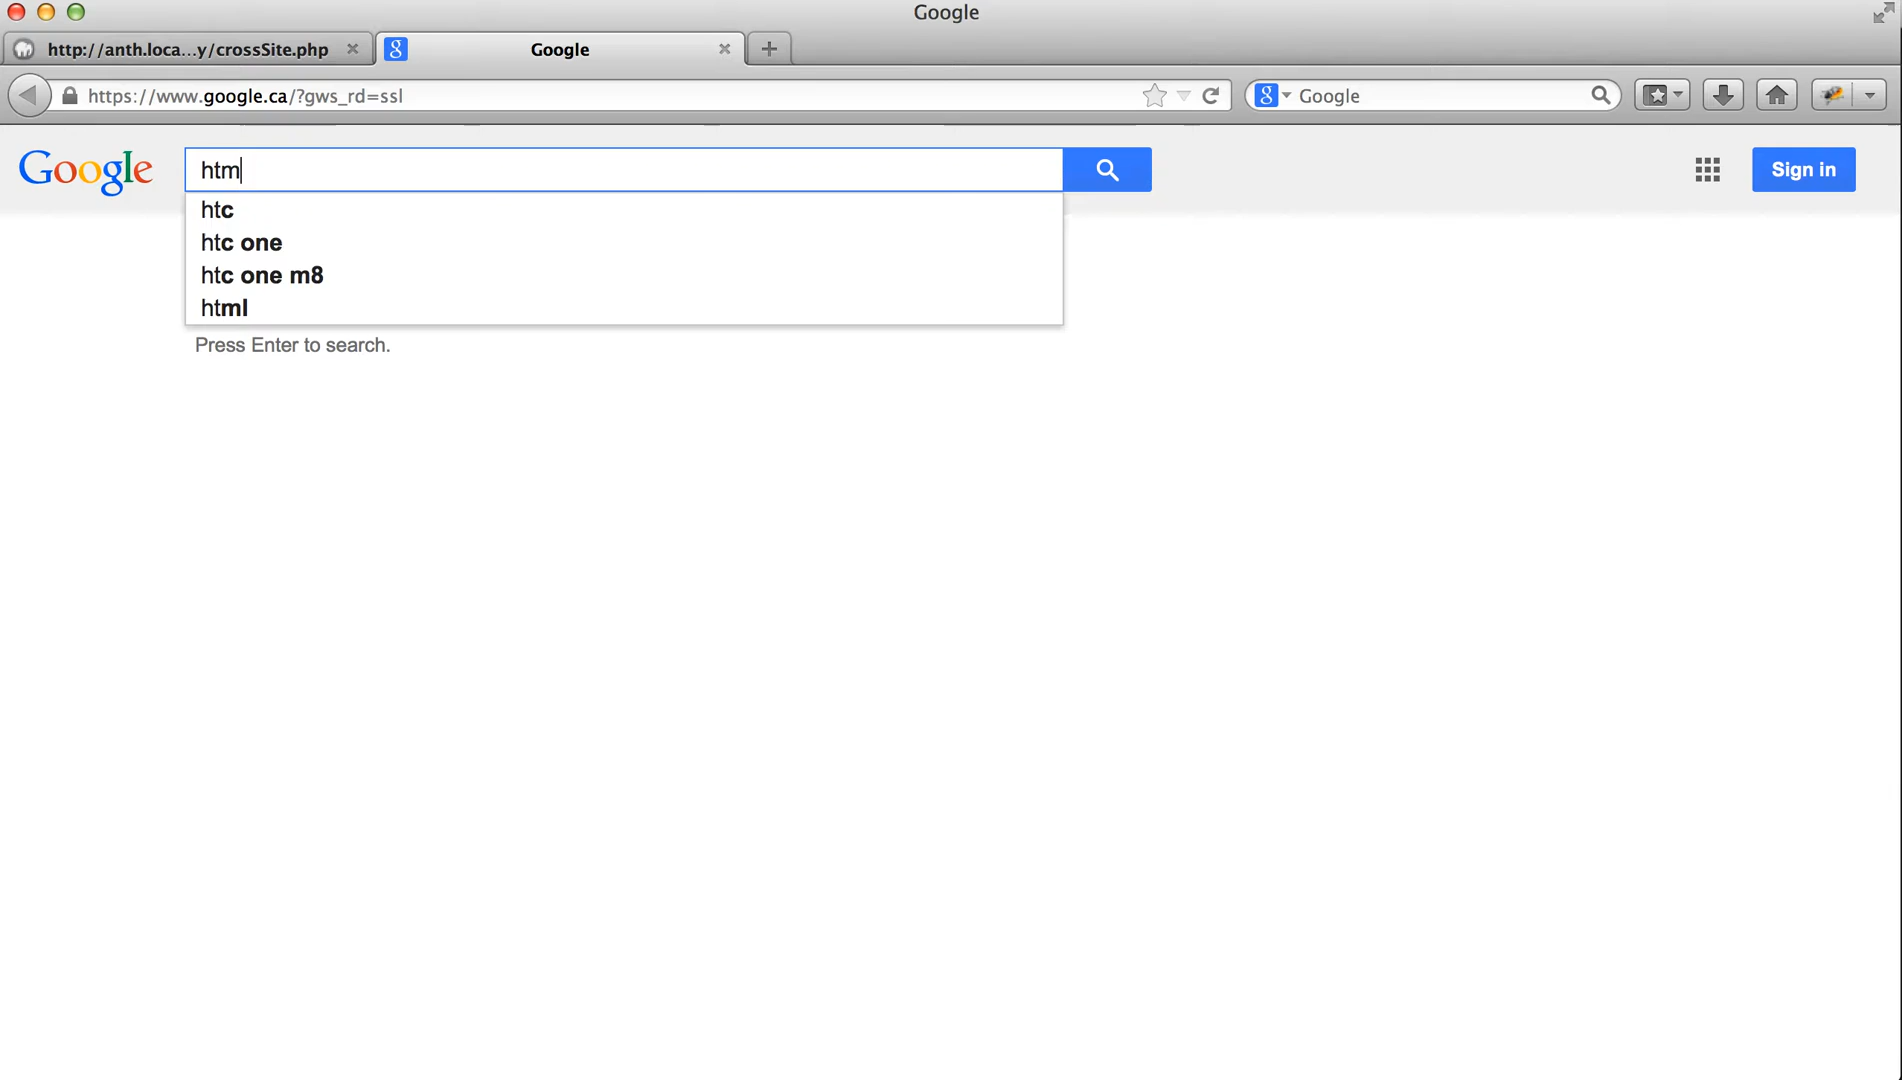 Google
http://anth.loca...y/crossSite.php
Google
https://www.google.ca/?gws_rd=ssl
Google
Google
htm
Sign in
htc
htc one
htc one m8
html
Press Enter to search.